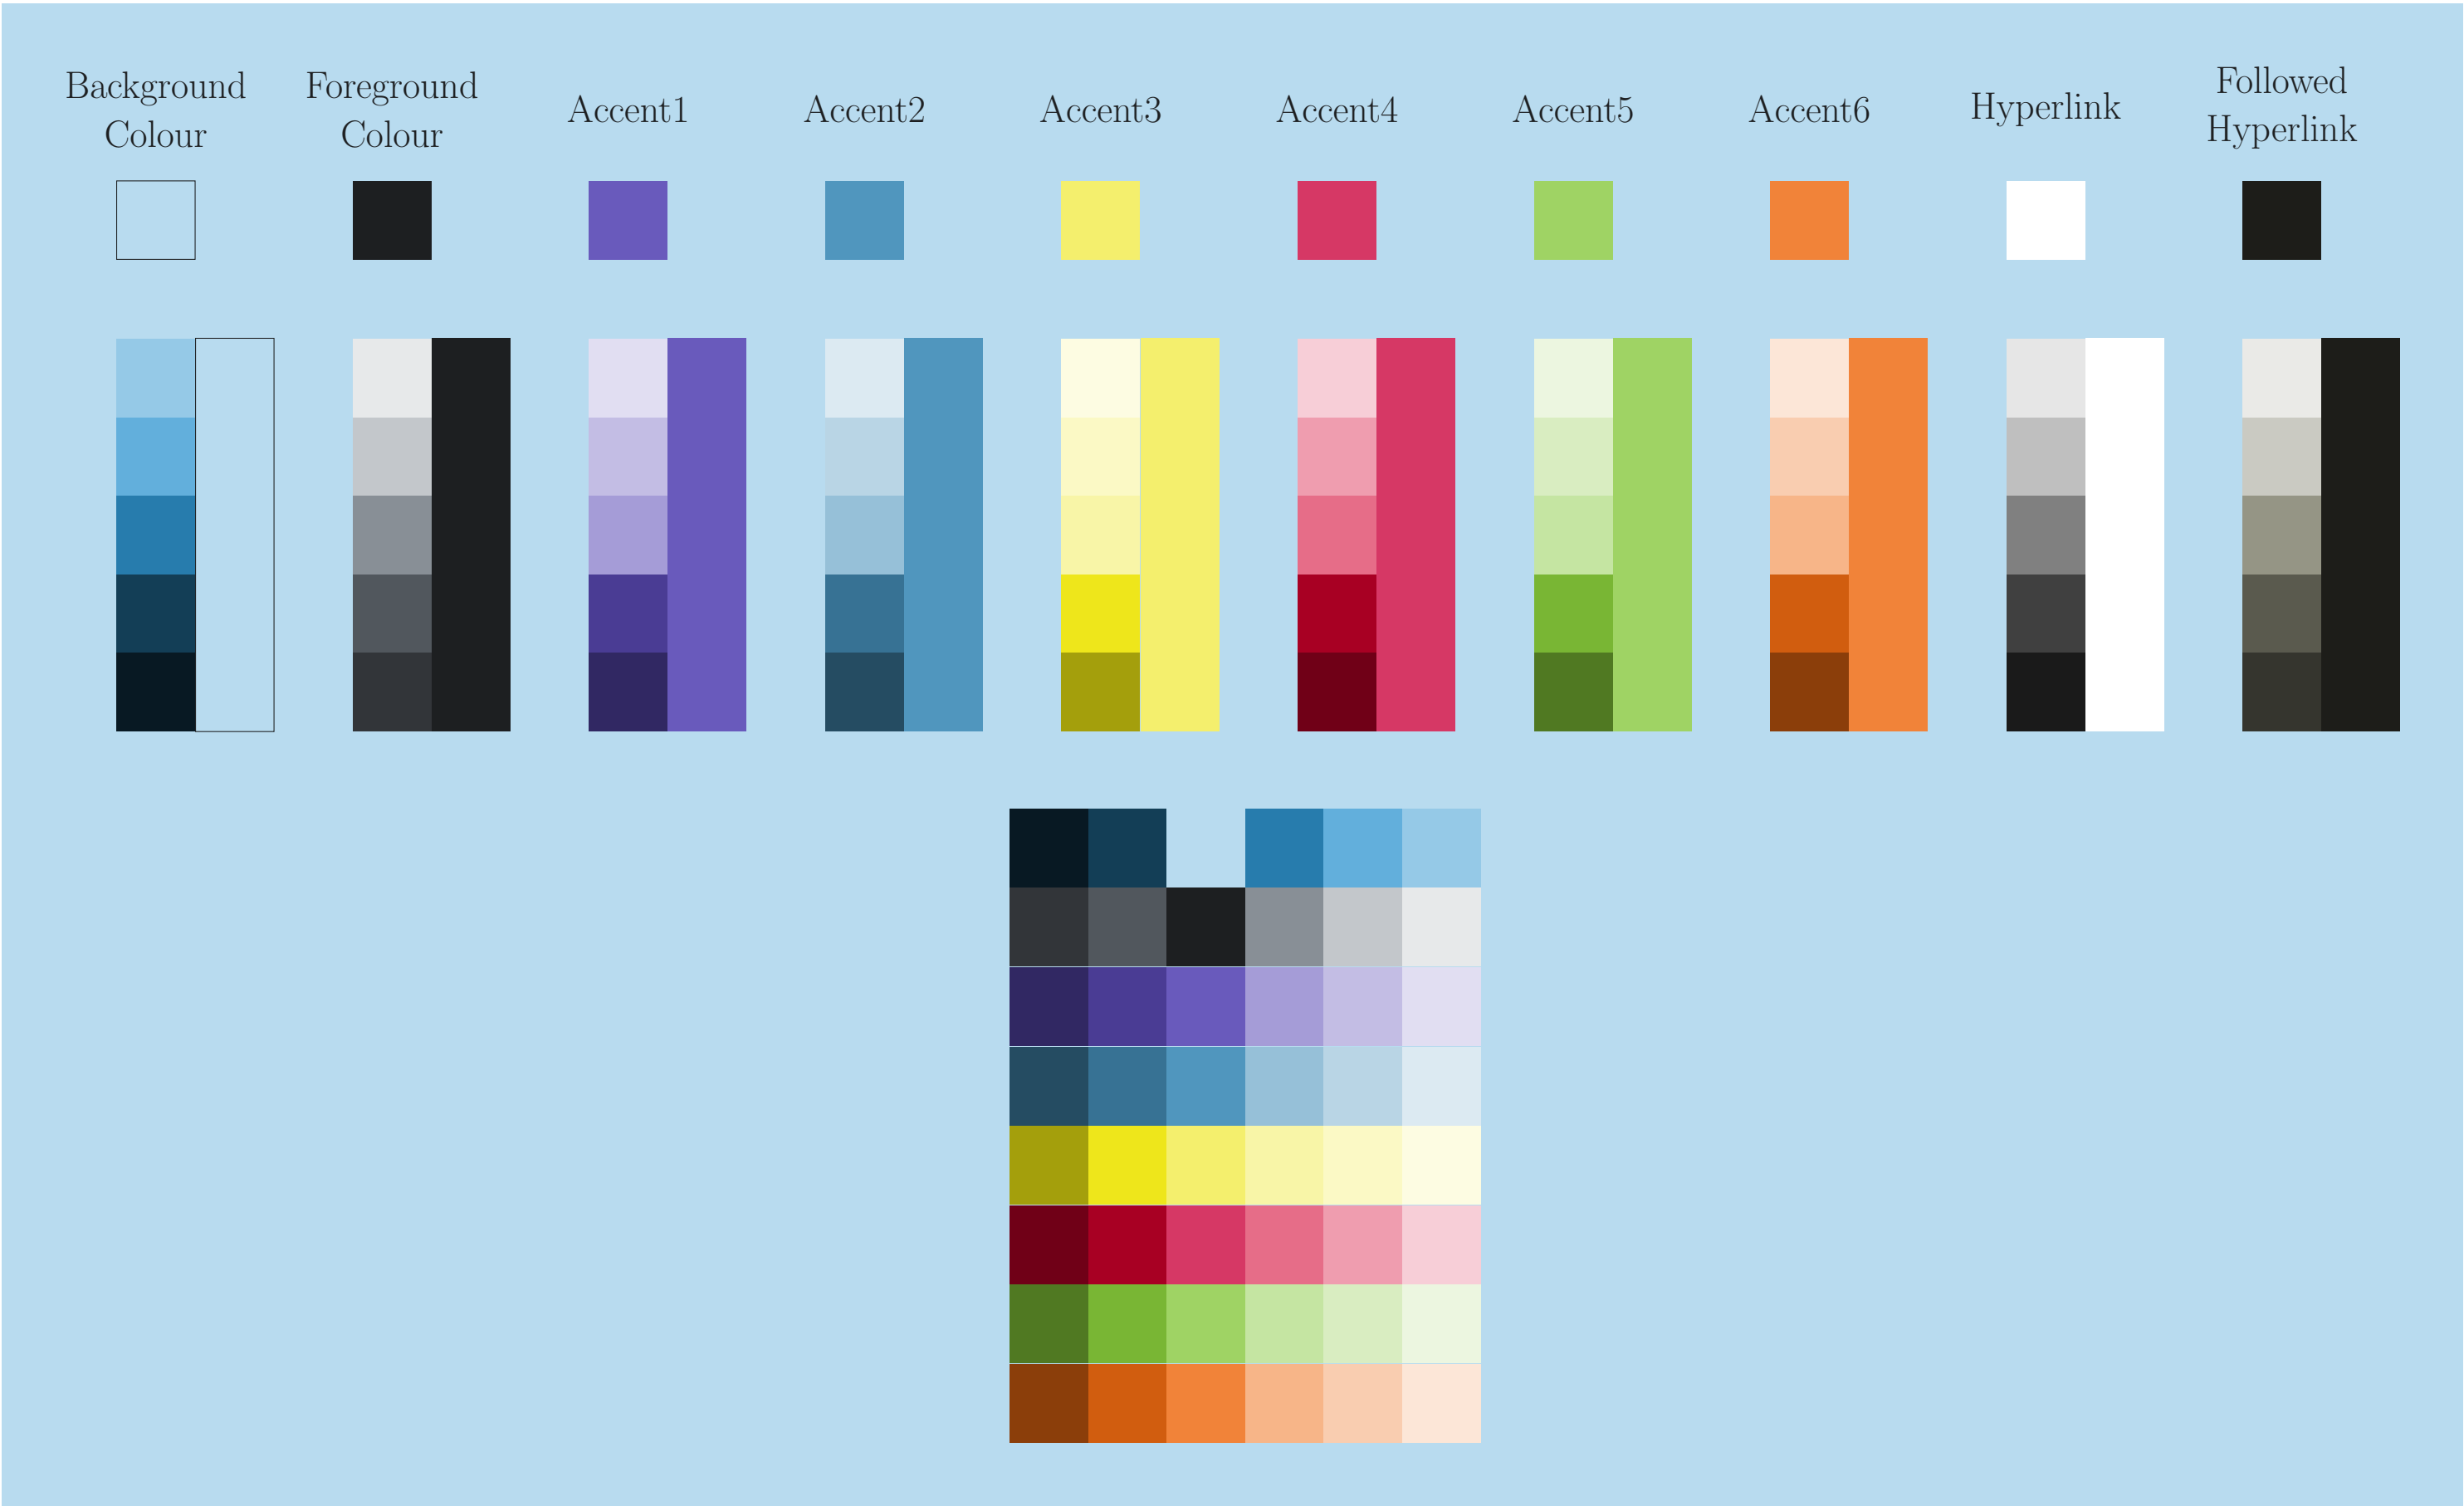 Background
Colour
Foreground
Colour
Accent1
Accent2
Accent3
Accent4
Accent5
Accent6
Hyperlink
Followed
Hyperlink